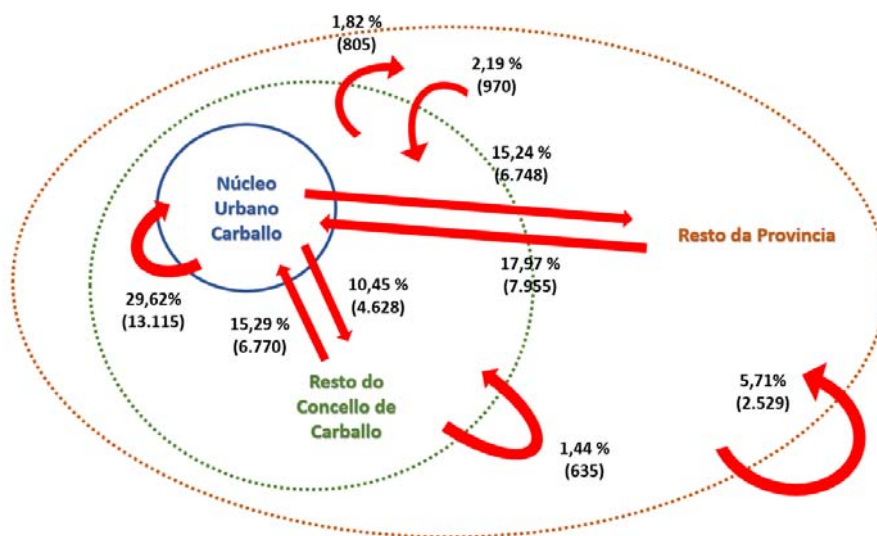 1,82 %
(805)
2,19 %
(970)
15,24 %
(6.748)
Núcleo
Urbano
Carballo
Resto da Provincia
17,97 %
(7.955)
29,62%
(13.115)
10,45 %
(4.628)
15,29 %
(6.770)
Resto do
Concello de
Carballo
5,71%
(2.529)
1,44 %
(635)